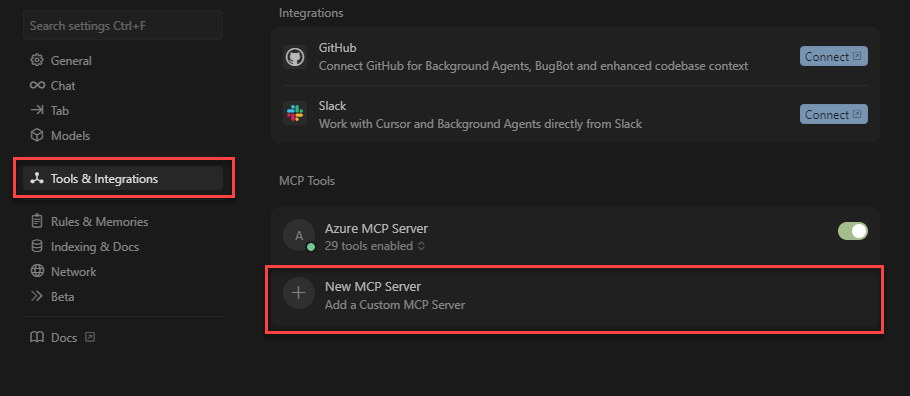 Search settings Ctrl+F
General
Chat
Tab
Models
Tools & Integrations
Rules & Memories
Indexing & Docs
Network
Beta
Docs
Integrations
GitHub
Connect GitHub for Background Agents, BugBot and enhanced codebase context
Connect
Slack
Work with Cursor and Background Agents directly from Slack
Connect
MCP Tools
A
Azure MCP Server
29 tools enabled
New MCP Server
Add a Custom MCP Server